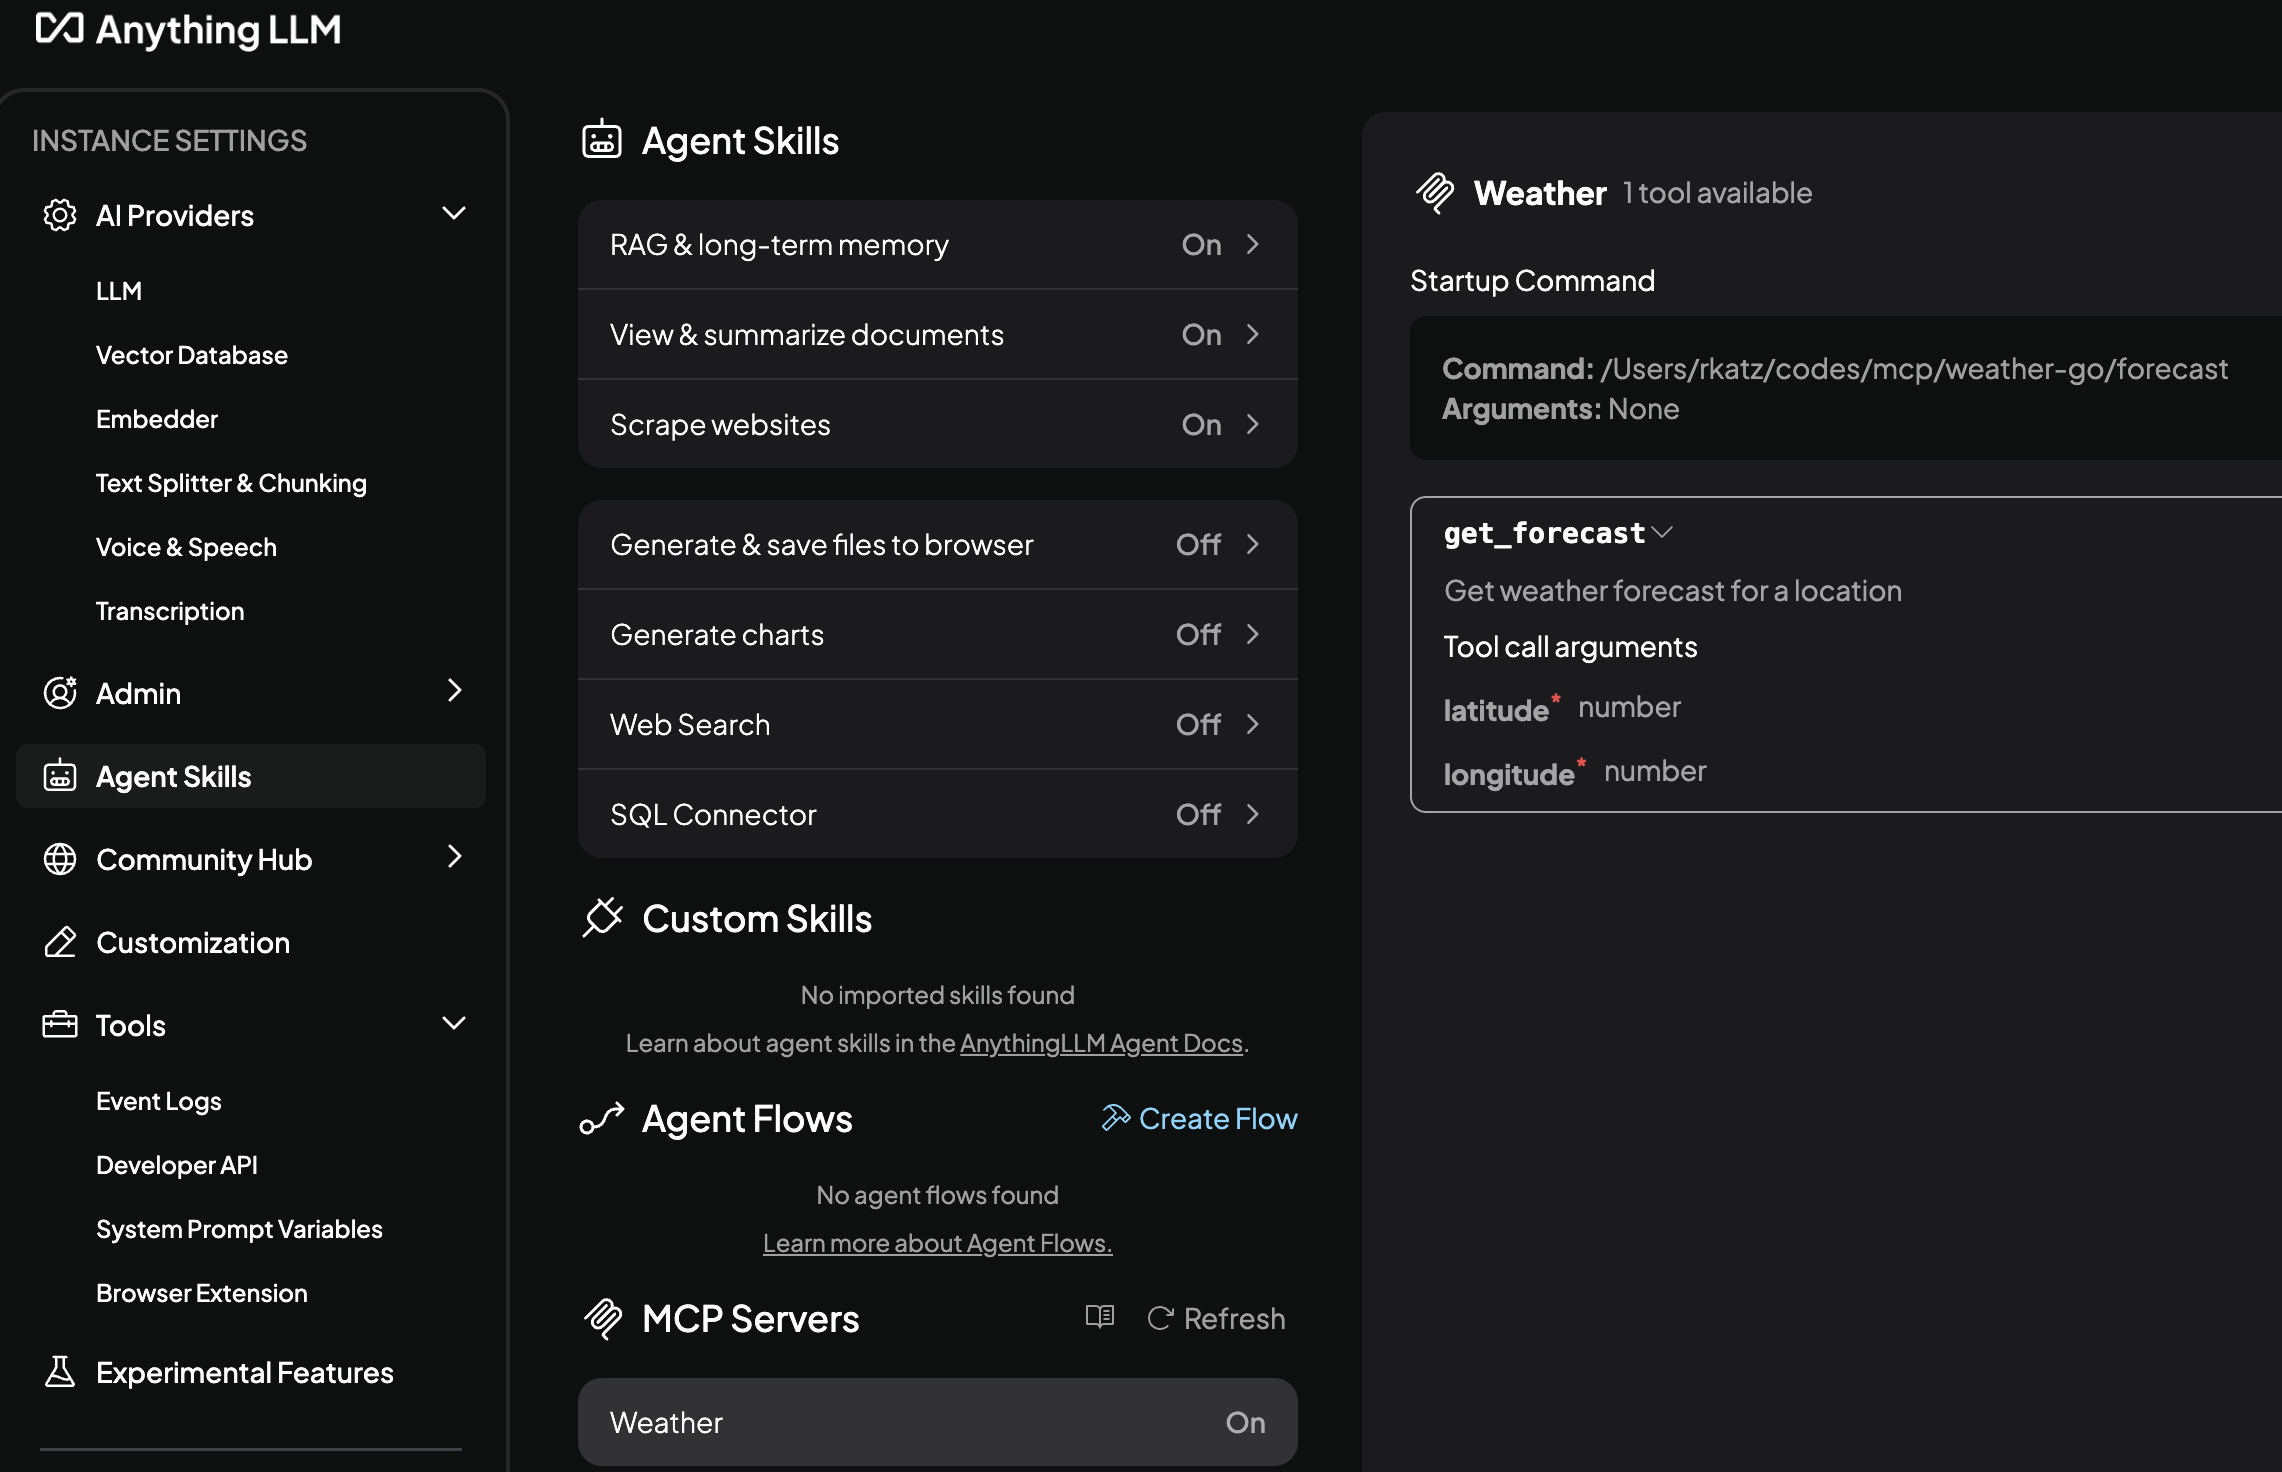 Anything LLM
INSTANCE SETTINGS
AI Providers
LLM
Vector Database
Embedder
Text Splitter & Chunking
Voice & Speech
Transcription
Admin
Agent Skills
Community Hub
Customization
Tools
Event Logs
Developer API
System Prompt Variables
Browser Extension
Experimental Features
Agent Skills
RAG & long-term memory On
View & summarize documents On
Scrape websites On
Generate & save files to browser Off
Generate charts Off
Web Search Off
SQL Connector Off
Custom Skills
No imported skills found
Learn about agent skills in the AnythingLLM Agent Docs.
Agent Flows Create Flow
No agent flows found
Learn more about Agent Flows.
MCP Servers Refresh
Weather On
Weather 1 tool available
Startup Command
Command: /Users/rkatz/codes/mcp/weather-go/forecast
Arguments: None
get_forecast
Get weather forecast for a location
Tool call arguments
latitude* number
longitude* number